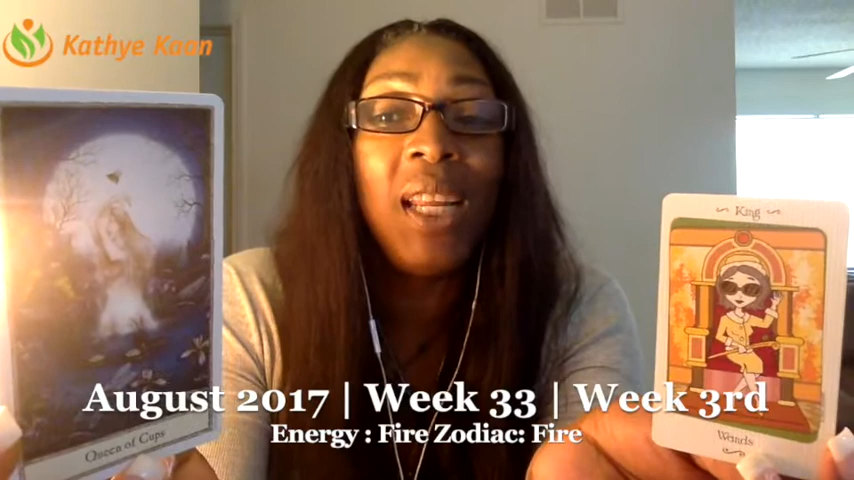 Kathye Kaan
King
Queen of Cups
Wands
August 2017 | Week 33 | Week 3rd
Energy : Fire Zodiac: Fire